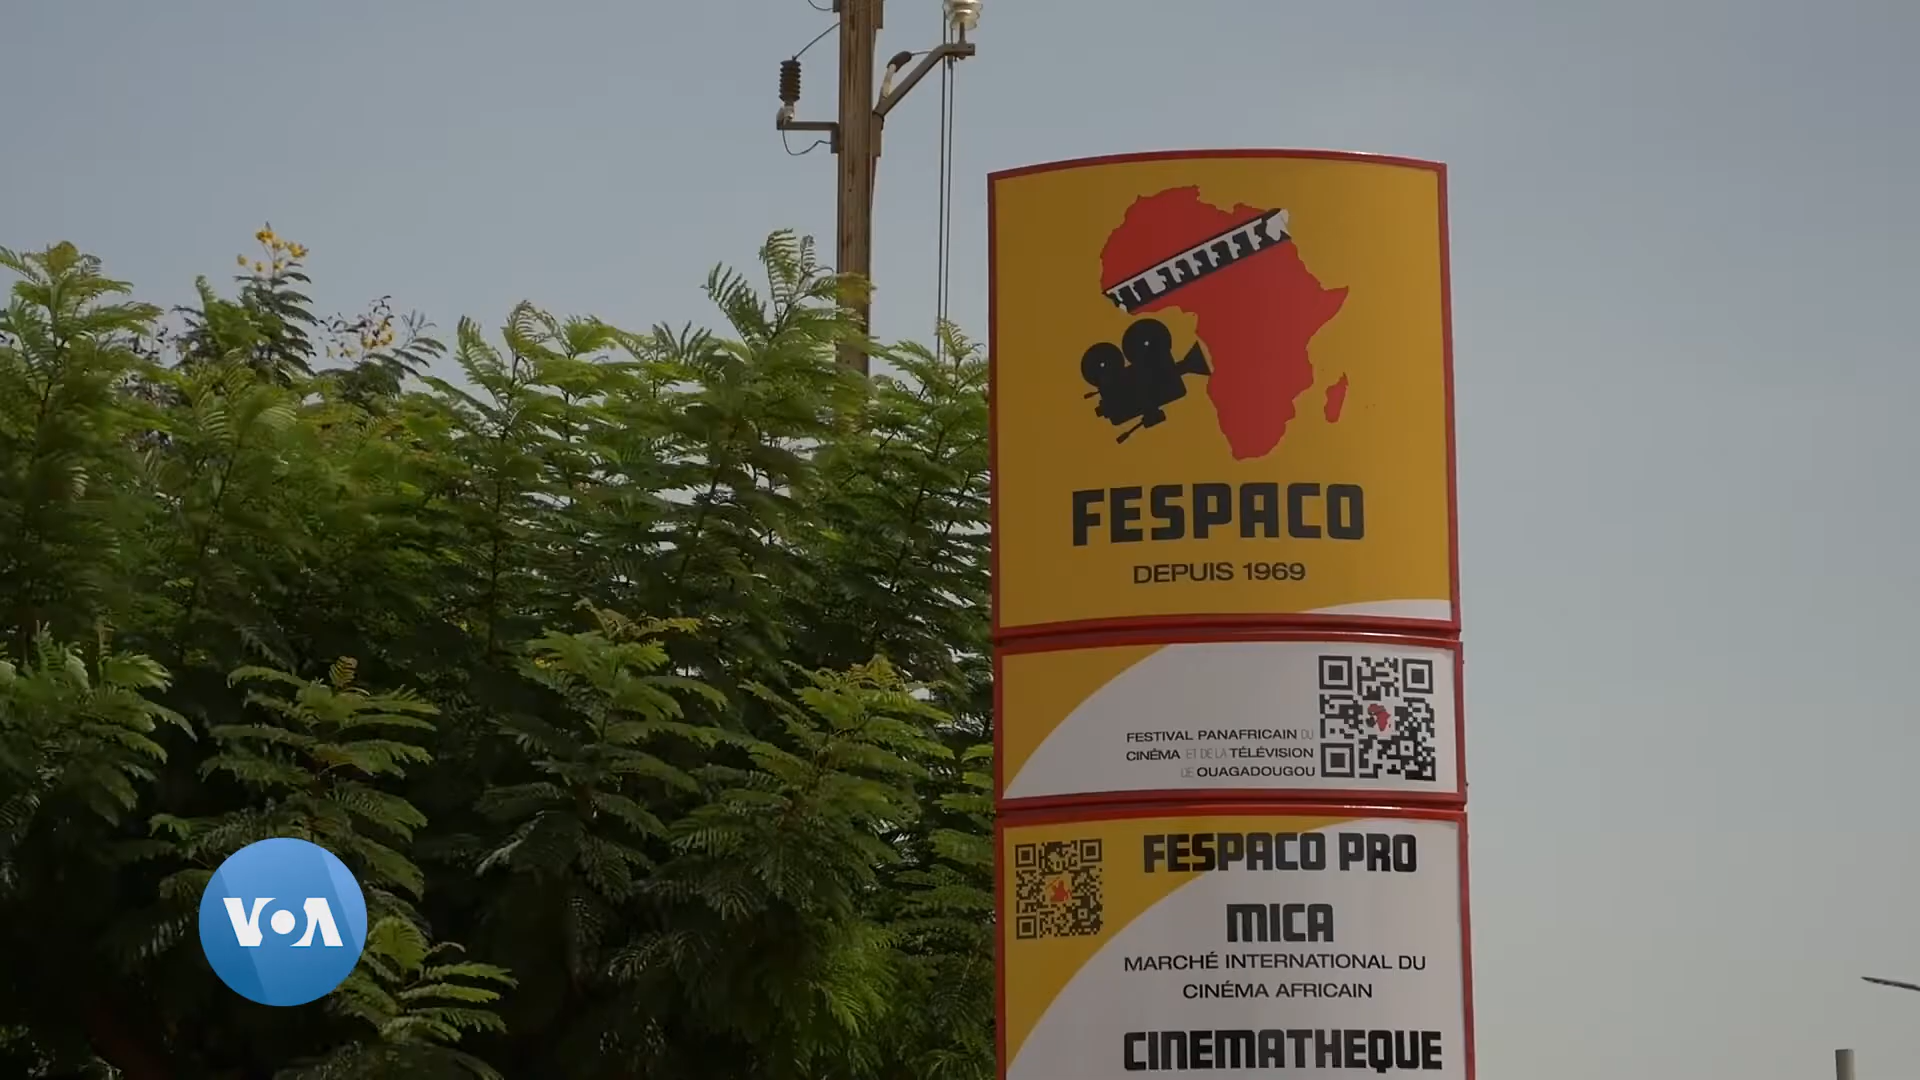 FESPACO
DEPUIS 1969
FESTIVAL PANAFRICAIN DU
CINÉMA ET DE LA TÉLÉVISION
DE OUAGADOUGOU
FESPACO PRO
MICA
MARCHÉ INTERNATIONAL DU
CINÉMA AFRICAIN
CINEMATHEQUE
VOA